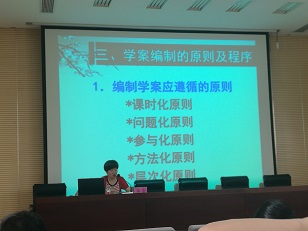 三、学案编制的原则及程序
1．编制学案应遵循的原则
*课时化原则
*问题化原则
*参与化原则
*方法化原则
*层次化原则